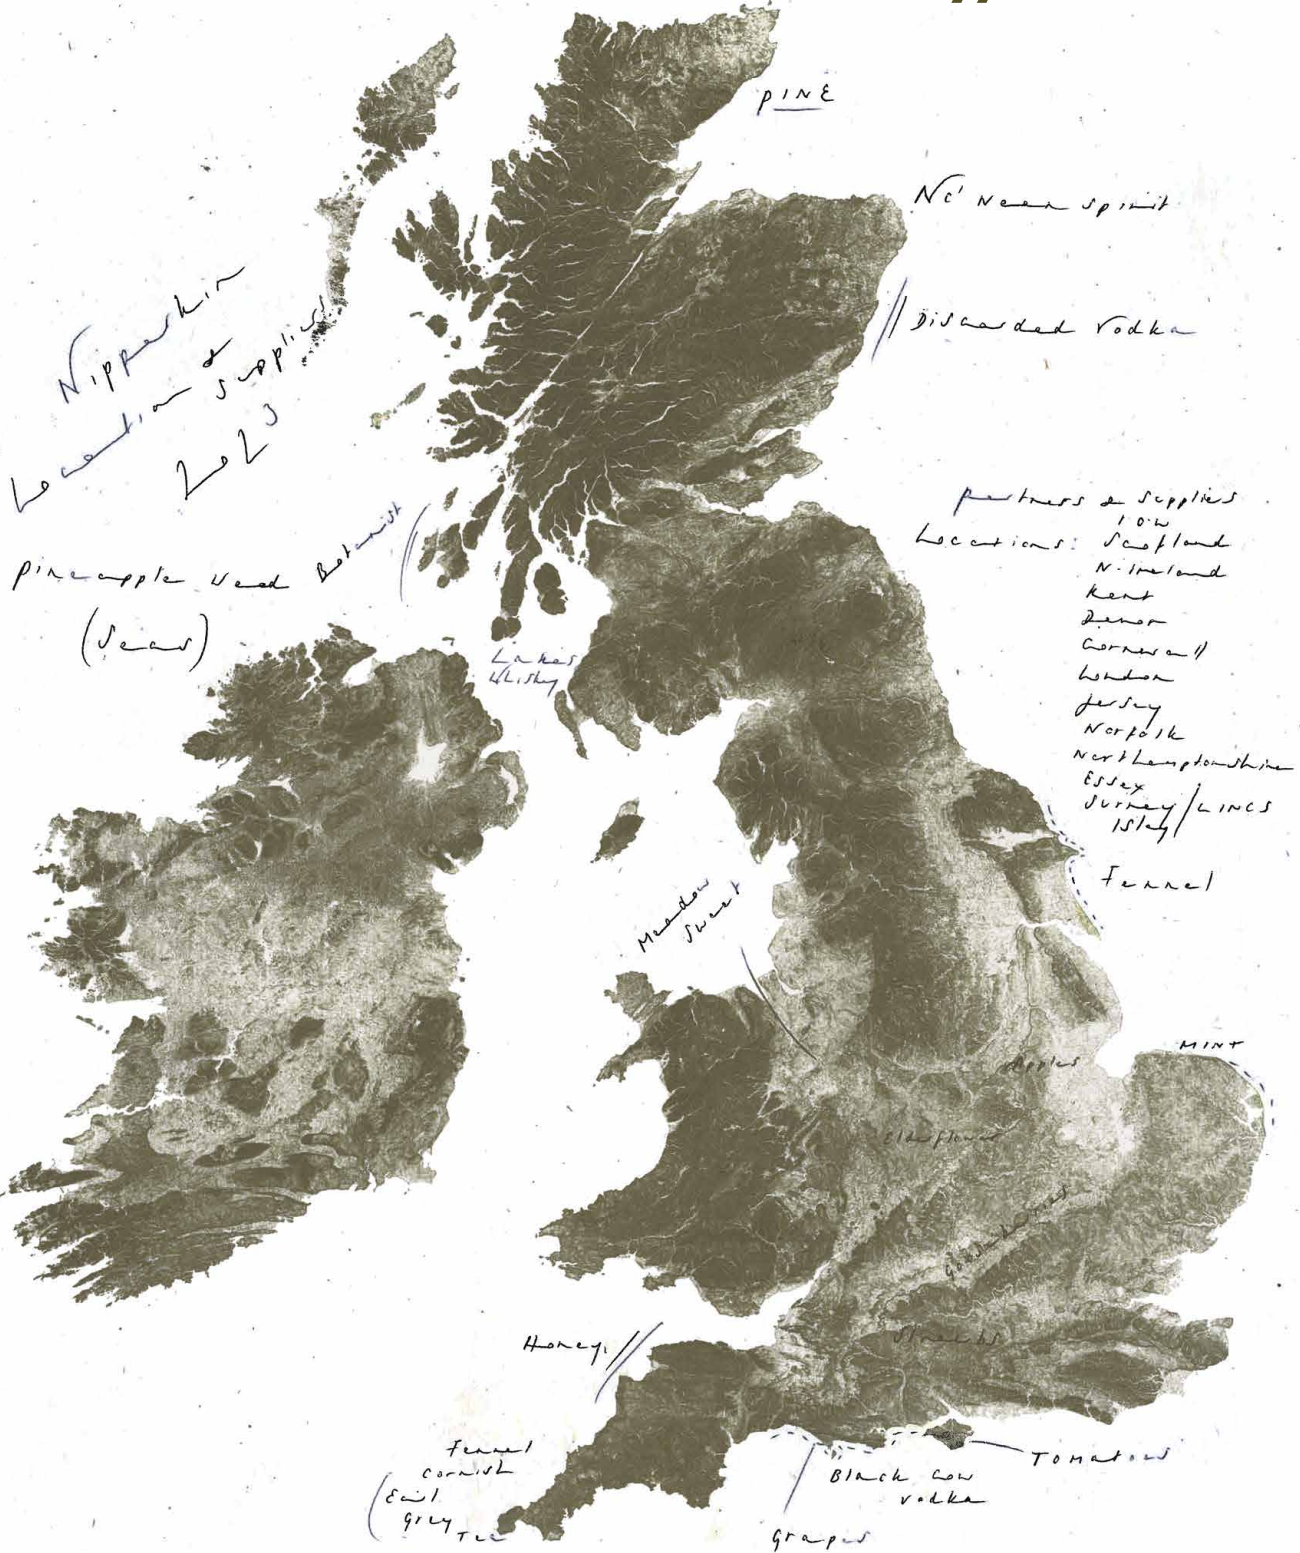 PINE
Nc' Nean Spirit
Discarded Vodka
Nipperkin
Location & Suppliers
2023
Partners & Suppliers
IOW
Locations: Scotland
N. Ireland
Kent
Devon
Cornwall
London
Jersey
Norfolk
Northamptonshire
Essex
Surrey / LINCS
Islay
Botanist
Pineapple Weed
Lakes
Whisky
Fennel
Meadow
Sweet
MINT
Apples
Elderflower
Honey
Fennel
Cornish
Earl
Grey
Tea
Black Cow
Vodka
TOMATOES
Grapes